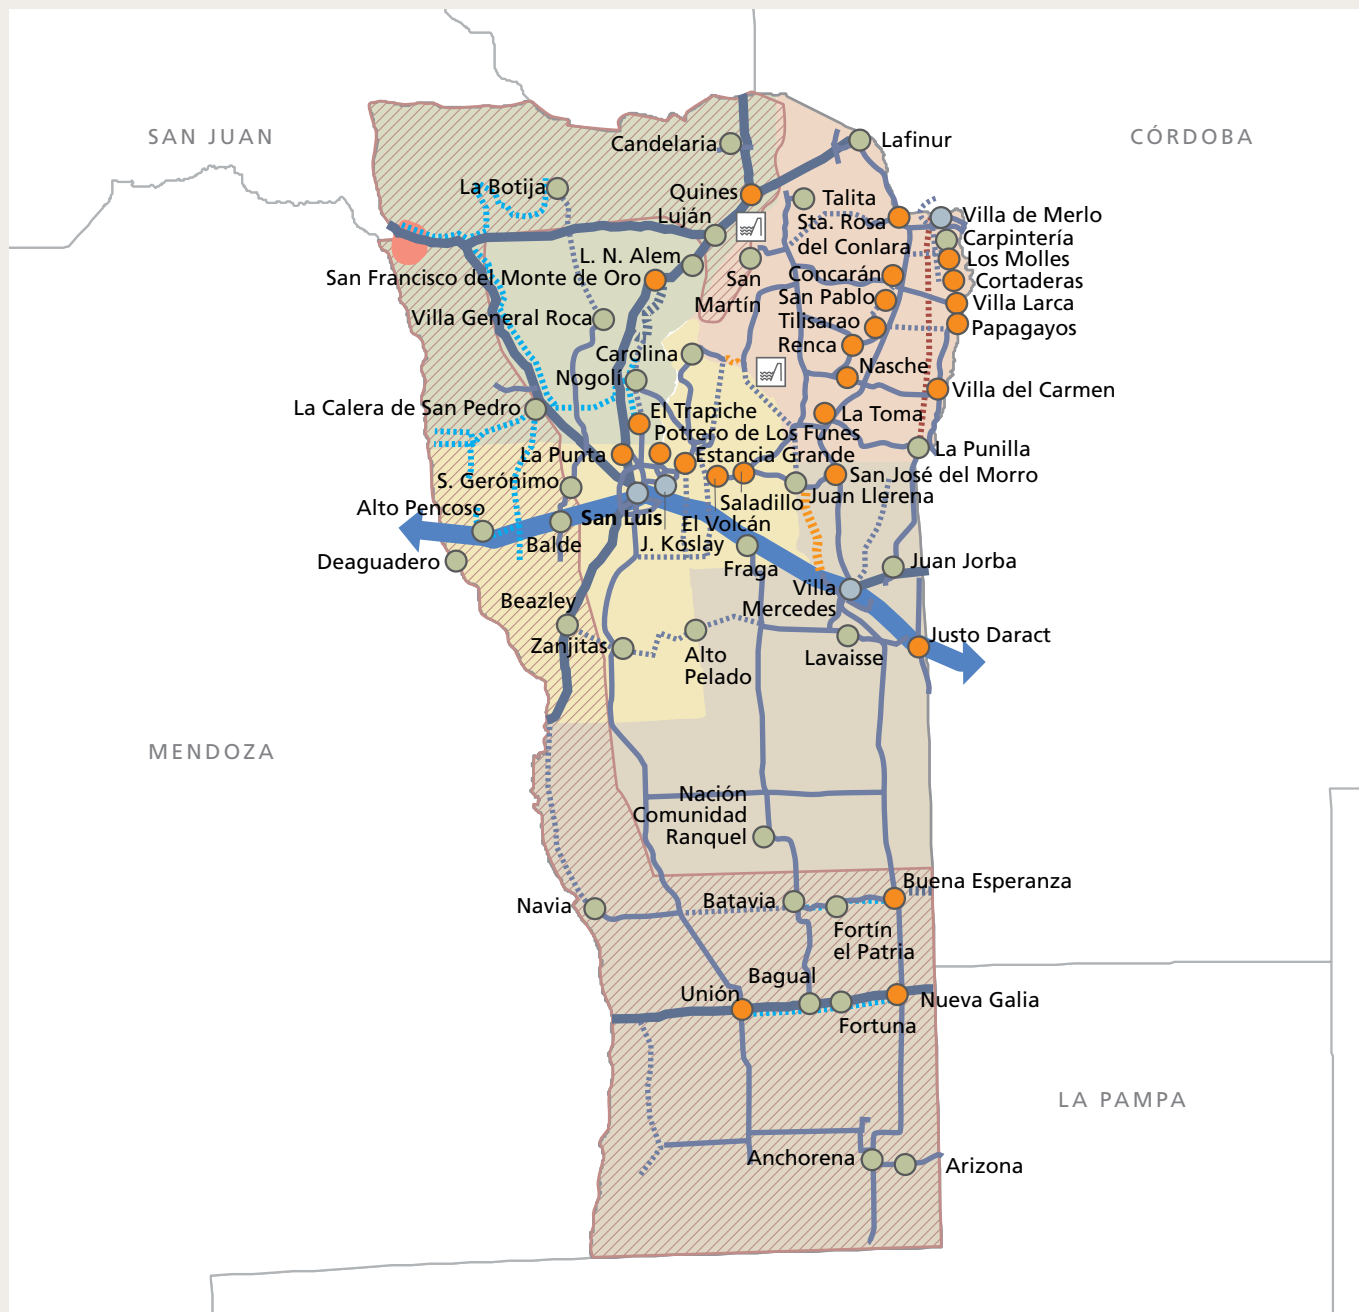 SAN JUAN
CÓRDOBA
Candelaria
Lafinur
La Botija
Quines
Talita
Luján
Sta. Rosa
del Conlara
Villa de Merlo
Carpintería
L. N. Alem
Los Molles
San Francisco del Monte de Oro
San
Martín
Concarán
Cortaderas
San Pablo
Villa Larca
Villa General Roca
Tilisarao
Papagayos
Renca
Carolina
Nasche
Nogolí
Villa del Carmen
La Calera de San Pedro
El Trapiche
La Toma
Potrero de Los Funes
La Punta
Estancia Grande
La Punilla
S. Gerónimo
San José del Morro
Saladillo
Juan Llerena
Alto Pencoso
San Luis
El Volcán
Balde
J. Koslay
Deaguadero
Fraga
Juan Jorba
Villa
Mercedes
Beazley
Zanjitas
Alto
Pelado
Lavaisse
Justo Daract
MENDOZA
Nación
Comunidad
Ranquel
Buena Esperanza
Navia
Batavia
Fortín
el Patria
Bagual
Unión
Nueva Galia
Fortuna
LA PAMPA
Anchorena
Arizona